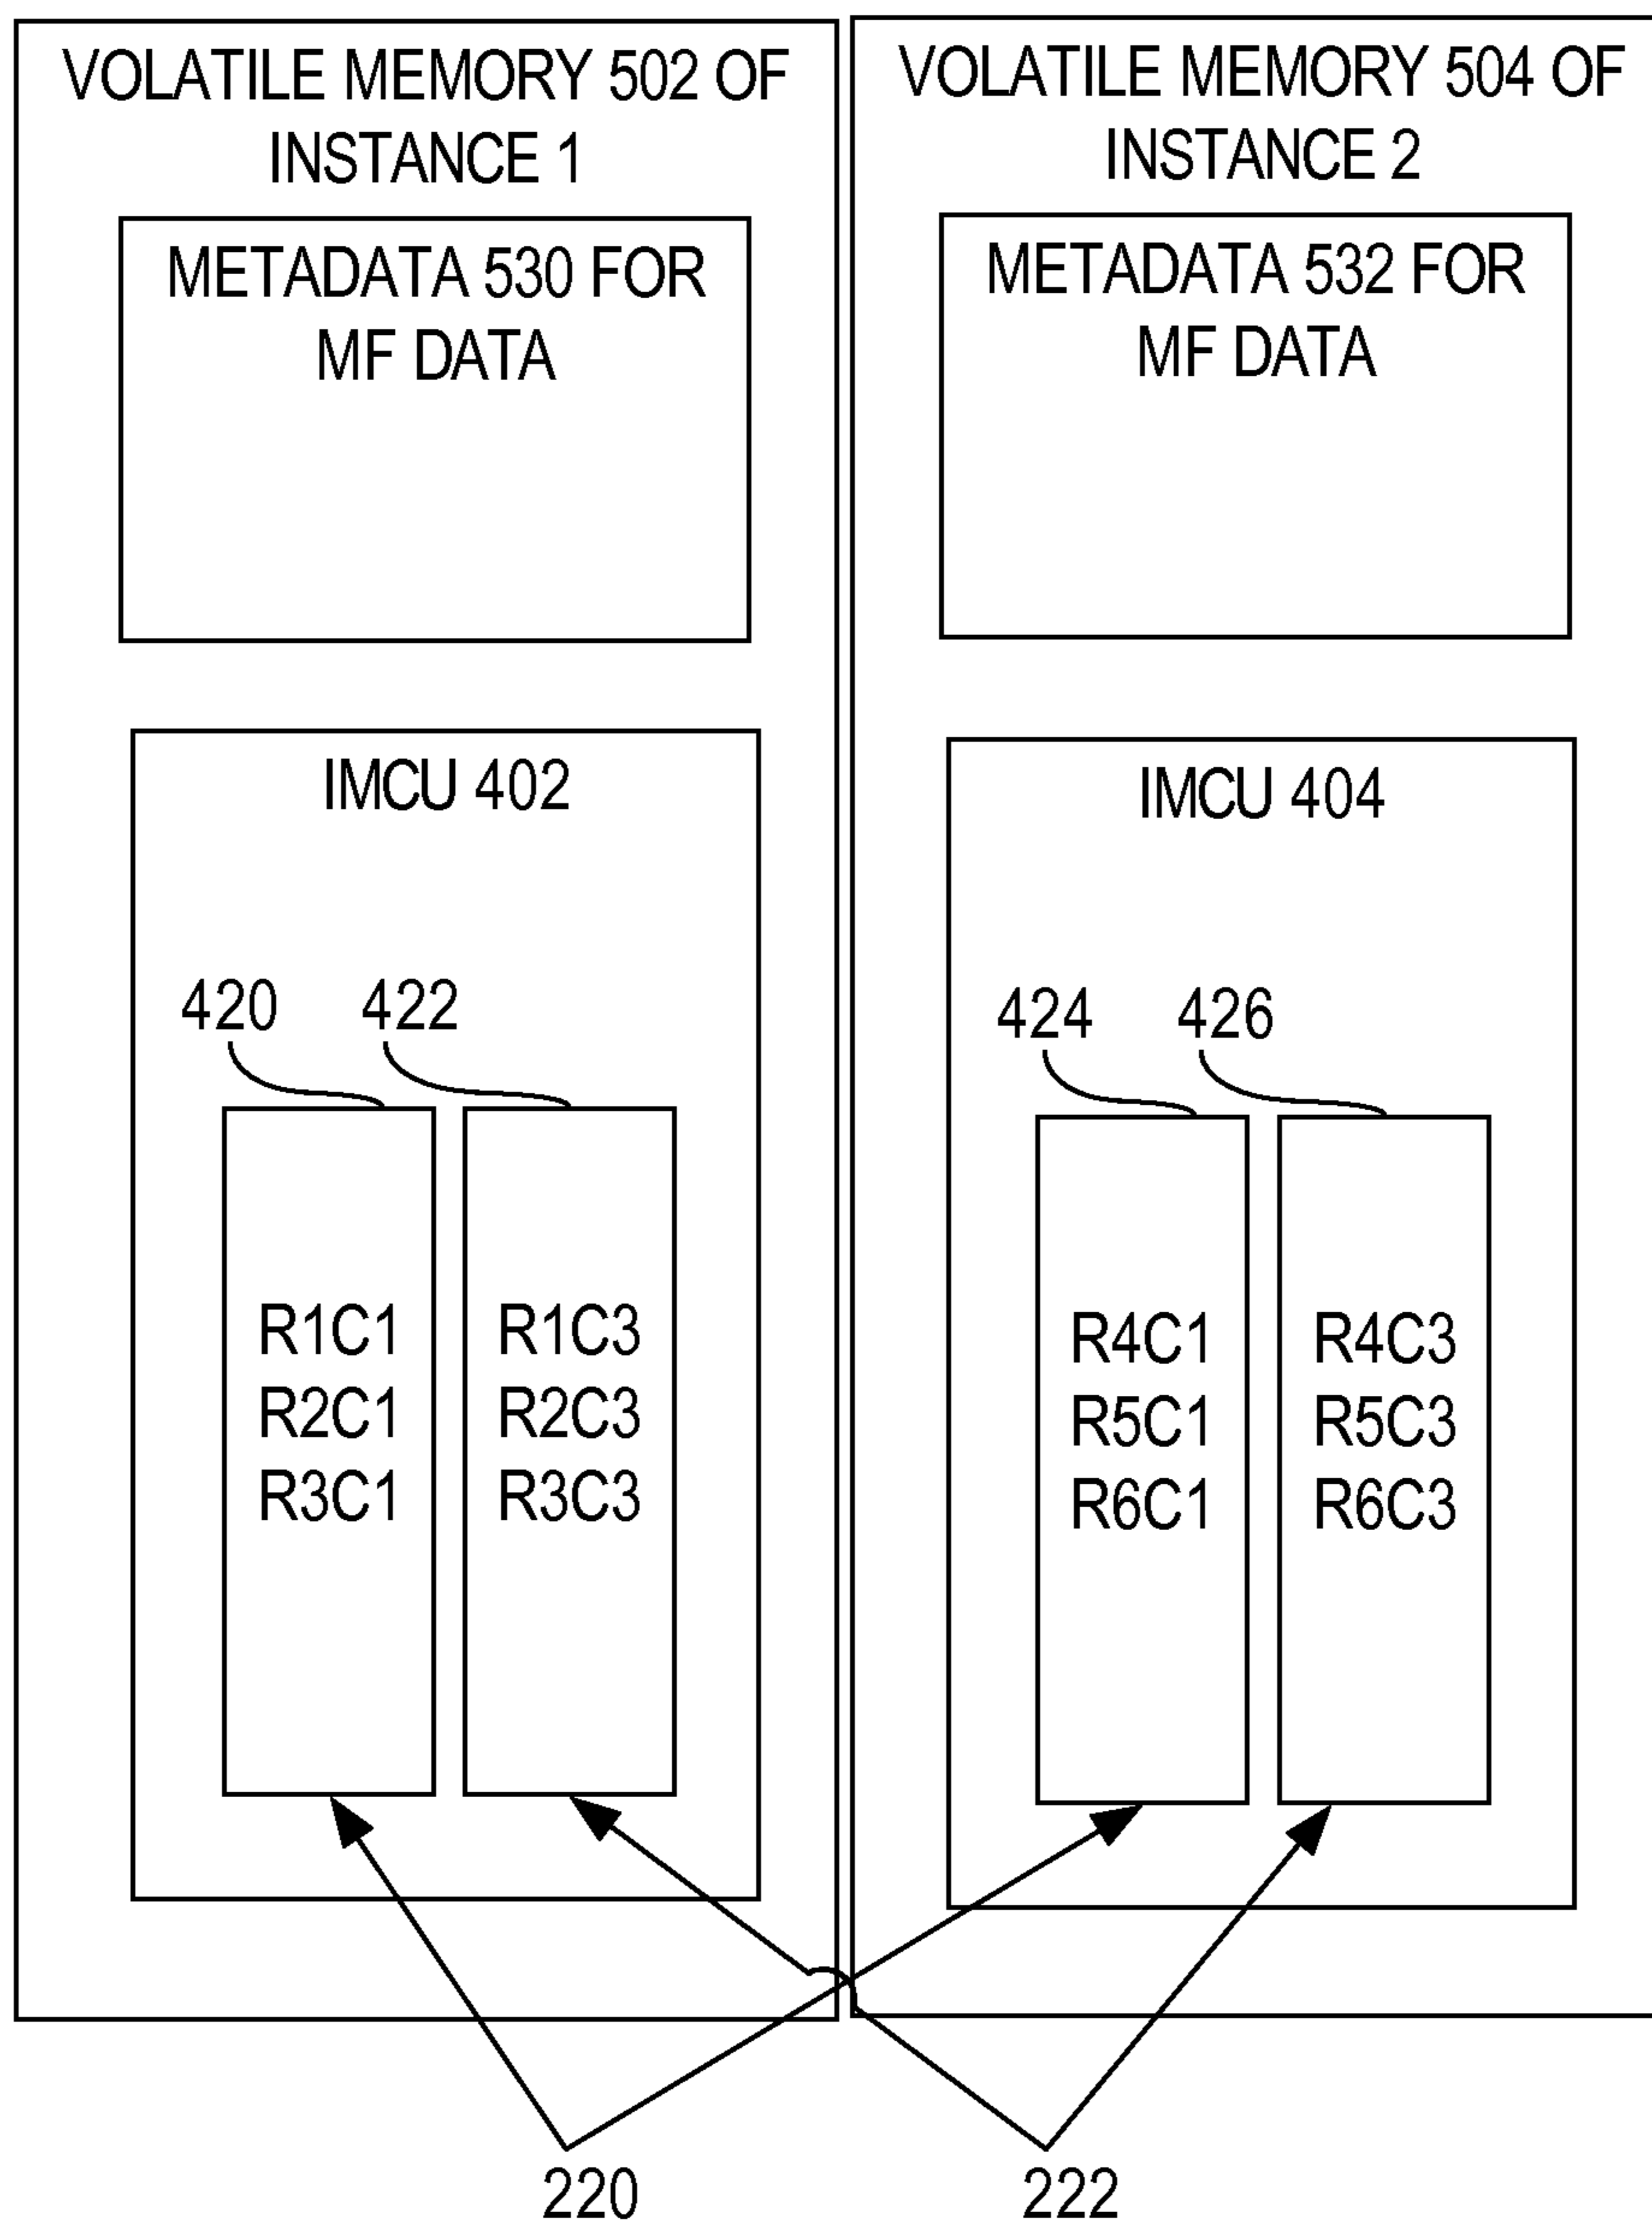 VOLATILE MEMORY 502 OF
INSTANCE 1
METADATA 530 FOR
MF DATA
IMCU 402
420
422
R1C1
R2C1
R3C1
R1C3
R2C3
R3C3
VOLATILE MEMORY 504 OF
INSTANCE 2
METADATA 532 FOR
MF DATA
IMCU 404
424
426
R4C1
R5C1
R6C1
R4C3
R5C3
R6C3
220
222